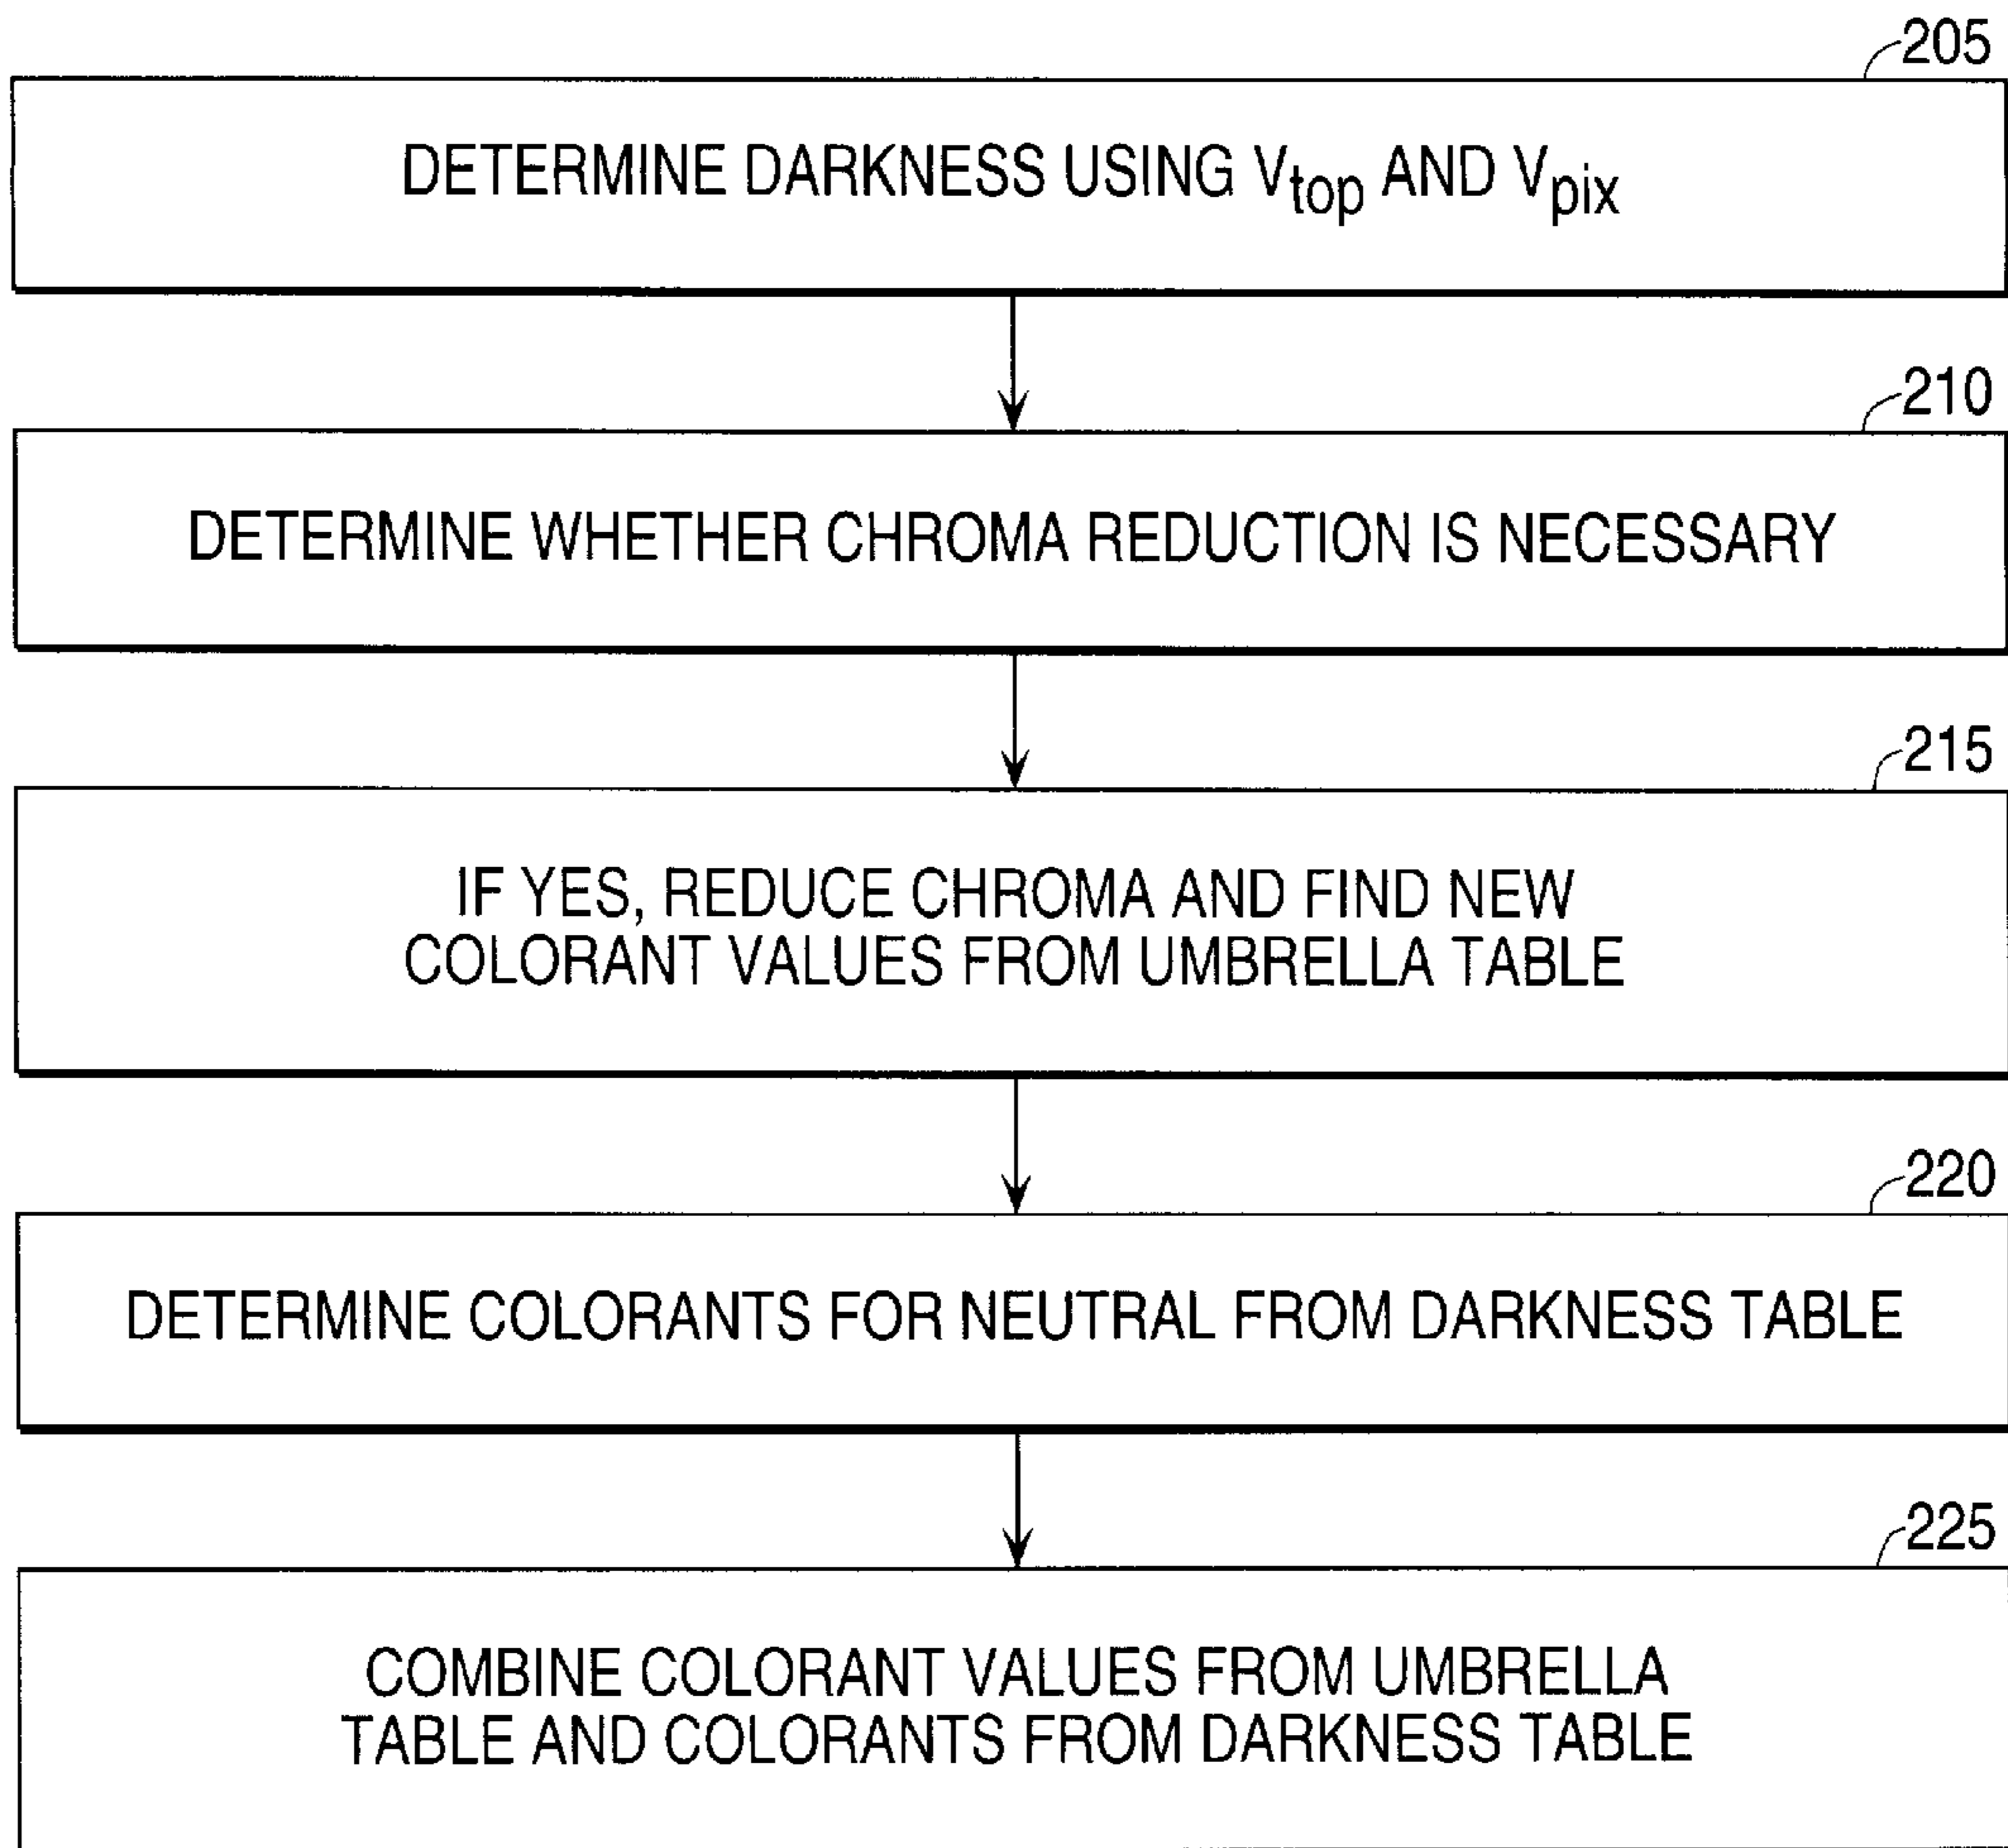 205
DETERMINE DARKNESS USING Vtop AND Vpix
210
DETERMINE WHETHER CHROMA REDUCTION IS NECESSARY
215
IF YES, REDUCE CHROMA AND FIND NEW
COLORANT VALUES FROM UMBRELLA TABLE
220
DETERMINE COLORANTS FOR NEUTRAL FROM DARKNESS TABLE
225
COMBINE COLORANT VALUES FROM UMBRELLA
TABLE AND COLORANTS FROM DARKNESS TABLE